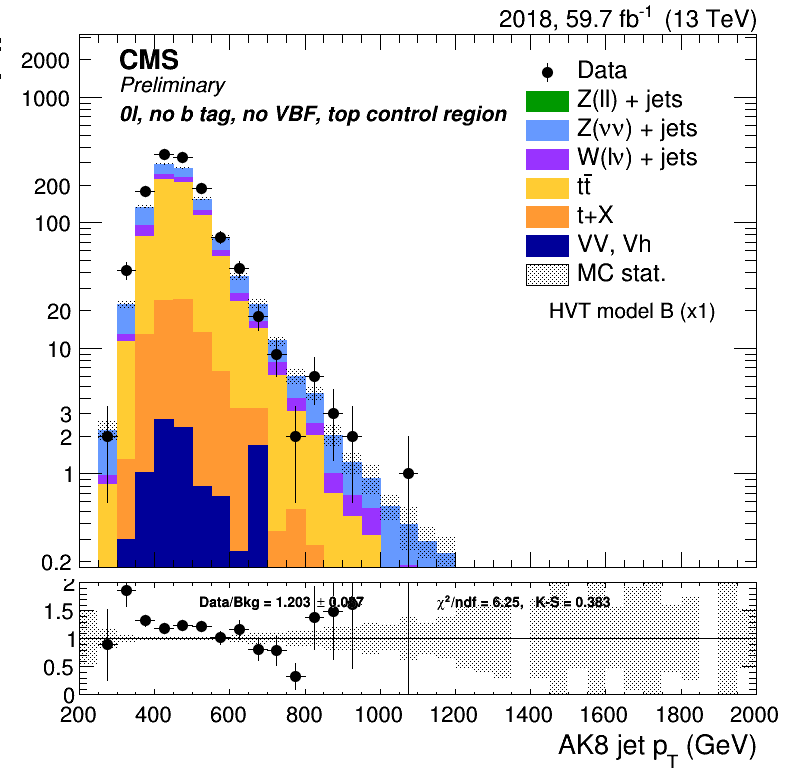 2018, 59.7 fb⁻¹ (13 TeV)
CMS
Preliminary
0l, no b tag, no VBF, top control region
Data
Z(ll) + jets
Z(νν) + jets
W(lν) + jets
tt̄
t+X
VV, Vh
MC stat.
HVT model B (x1)
2000
1000
200
100
20
10
3
2
1
0.2
Data/Bkg = 1.203 ± 0.0 7
χ²/ndf = 6.25, K-S = 0.383
2
1.5
1
0.5
0
200 400 600 800 1000 1200 1400 1600 1800 2000
AK8 jet p_T (GeV)